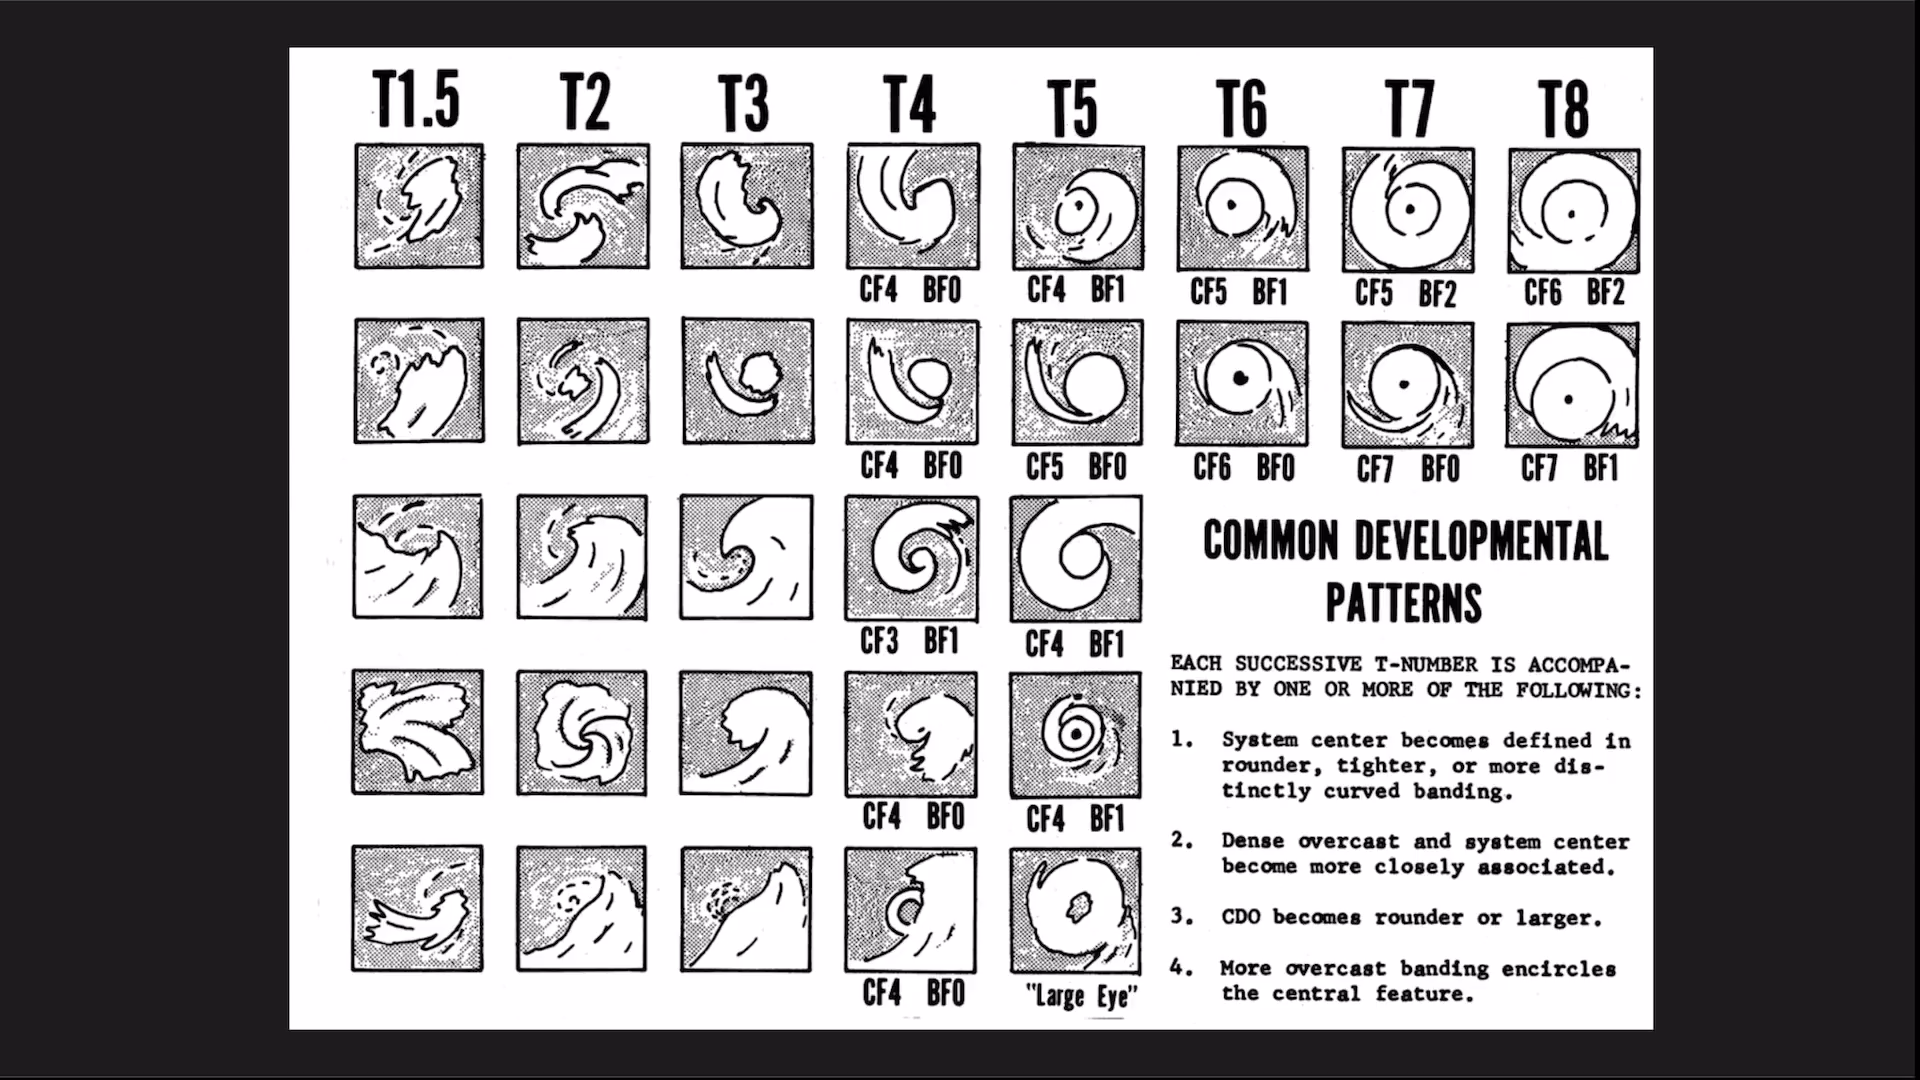 T1.5 T2 T3 T4 T5 T6 T7 T8
CF4 BF0 CF4 BF1 CF5 BF1 CF5 BF2 CF6 BF2
CF4 BF0 CF5 BF0 CF6 BF0 CF7 BF0 CF7 BF1
CF3 BF1 CF4 BF1
CF4 BF0 CF4 BF1
CF4 BF0 "Large Eye"
COMMON DEVELOPMENTAL
PATTERNS
EACH SUCCESSIVE T-NUMBER IS ACCOMPA-
NIED BY ONE OR MORE OF THE FOLLOWING:
1. System center becomes defined in
rounder, tighter, or more dis-
tinctly curved banding.
2. Dense overcast and system center
become more closely associated.
3. CDO becomes rounder or larger.
4. More overcast banding encircles
the central feature.